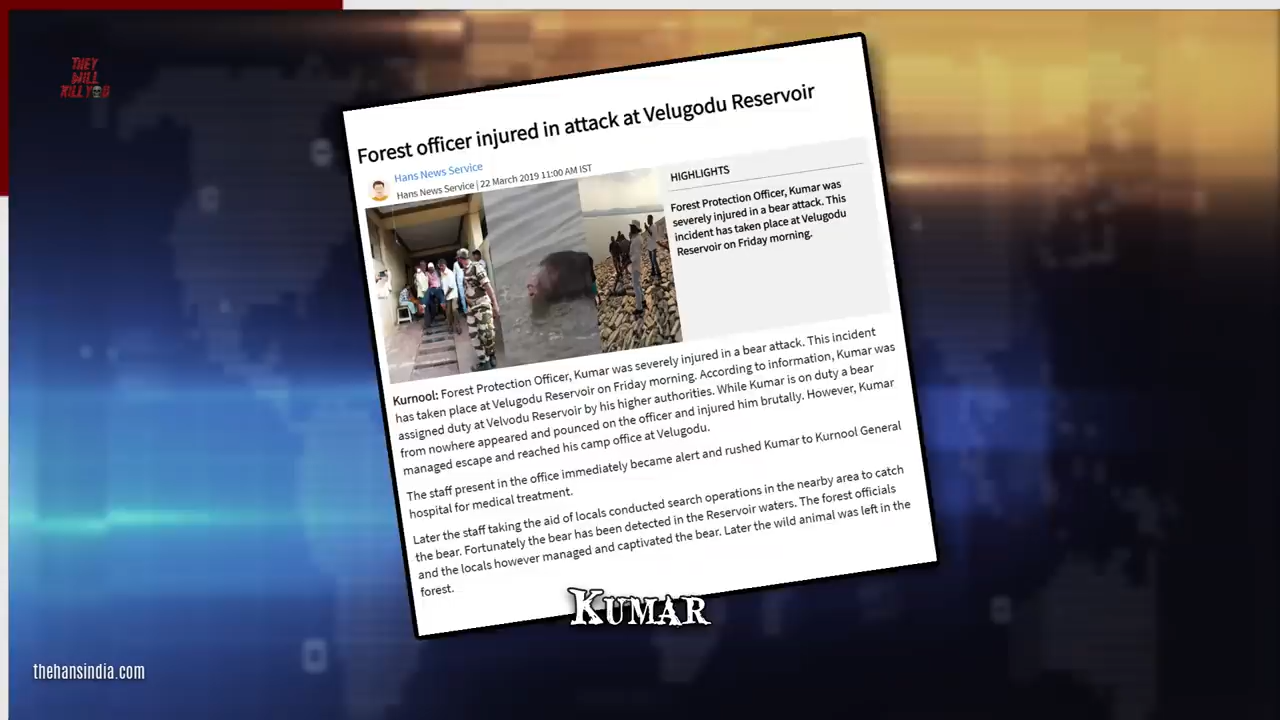 THEY
WILL
KILL YOU
Forest officer injured in attack at Velugodu Reservoir
Hans News Service
Hans News Service | 22 March 2019 11:00 AM IST
HIGHLIGHTS
Forest Protection Officer, Kumar was
severely injured in a bear attack. This
incident has taken place at Velugodu
Reservoir on Friday morning.
Kurnool: Forest Protection Officer, Kumar was severely injured in a bear attack. This incident
has taken place at Velugodu Reservoir on Friday morning. According to information, Kumar was
assigned duty at Velvodu Reservoir by his higher authorities. While Kumar is on duty a bear
from nowhere appeared and pounced on the officer and injured him brutally. However, Kumar
managed escape and reached his camp office at Velugodu.
The staff present in the office immediately became alert and rushed Kumar to Kurnool General
hospital for medical treatment.
Later the staff taking the aid of locals conducted search operations in the nearby area to catch
the bear. Fortunately the bear has been detected in the Reservoir waters. The forest officials
and the locals however managed and captivated the bear. Later the wild animal was left in the
forest.
KUMAR
thehansindia.com